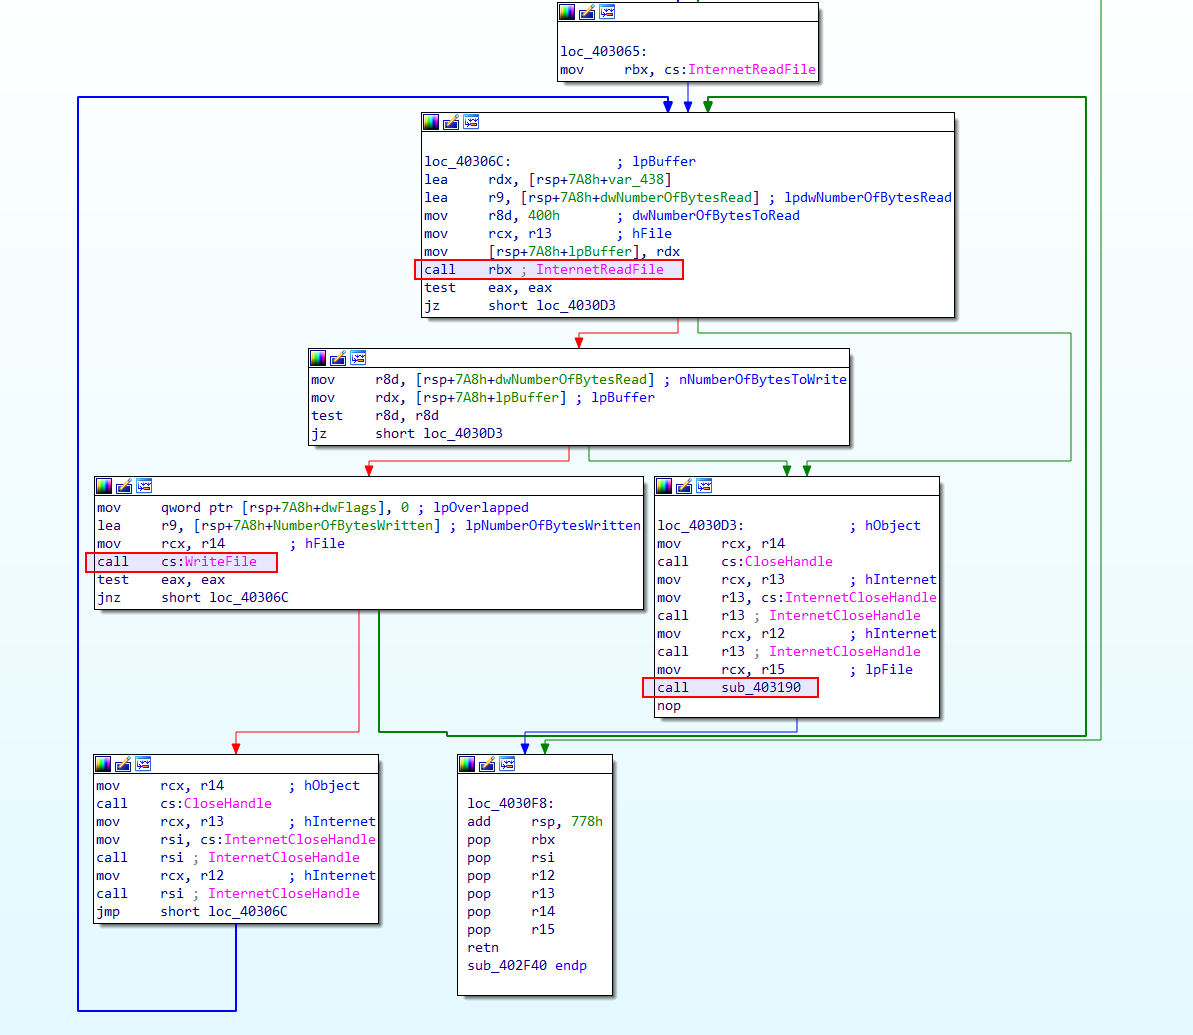 loc_403065:
mov rbx, cs:InternetReadFile
loc_40306C: ; lpBuffer
lea rdx, [rsp+7A8h+var_438]
lea r9, [rsp+7A8h+dwNumberOfBytesRead] ; lpdwNumberOfBytesRead
mov r8d, 400h ; dwNumberOfBytesToRead
mov rcx, r13 ; hFile
mov [rsp+7A8h+lpBuffer], rdx
call rbx ; InternetReadFile
test eax, eax
jz short loc_4030D3
mov r8d, [rsp+7A8h+dwNumberOfBytesRead] ; nNumberOfBytesToWrite
mov rdx, [rsp+7A8h+lpBuffer] ; lpBuffer
test r8d, r8d
jz short loc_4030D3
mov qword ptr [rsp+7A8h+dwFlags], 0 ; lpOverlapped
lea r9, [rsp+7A8h+NumberOfBytesWritten] ; lpNumberOfBytesWritten
mov rcx, r14 ; hFile
call cs:WriteFile
test eax, eax
jnz short loc_40306C
loc_4030D3: ; hObject
mov rcx, r14
call cs:CloseHandle
mov rcx, r13 ; hInternet
mov r13, cs:InternetCloseHandle
call r13 ; InternetCloseHandle
mov rcx, r12 ; hInternet
call r13 ; InternetCloseHandle
mov rcx, r15 ; lpFile
call sub_403190
nop
mov rcx, r14 ; hObject
call cs:CloseHandle
mov rcx, r13 ; hInternet
mov rsi, cs:InternetCloseHandle
call rsi ; InternetCloseHandle
mov rcx, r12 ; hInternet
call rsi ; InternetCloseHandle
jmp short loc_40306C
loc_4030F8:
add rsp, 778h
pop rbx
pop rsi
pop r12
pop r13
pop r14
pop r15
retn
sub_402F40 endp